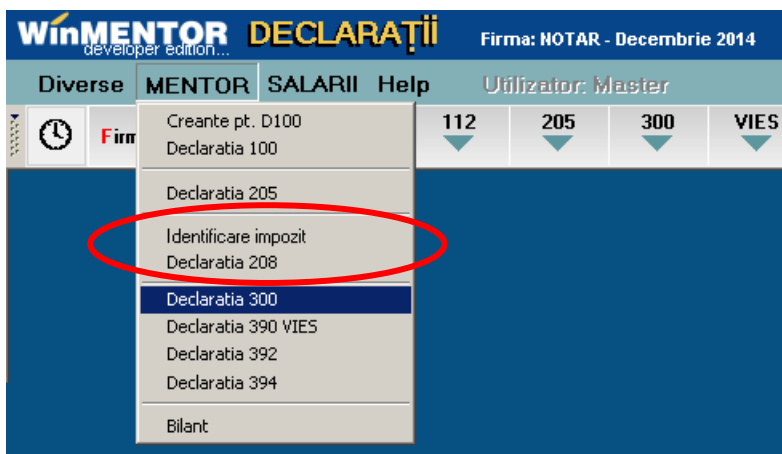 WinMENTOR DECLARAŢII
developer edition...
Firma: NOTAR - Decembrie 2014
Diverse MENTOR SALARII Help Utilizator: Master
Firm
112 205 300 VIES
Creante pt. D100
Declaratia 100
Declaratia 205
Identificare impozit
Declaratia 208
Declaratia 300
Declaratia 390 VIES
Declaratia 392
Declaratia 394
Bilant